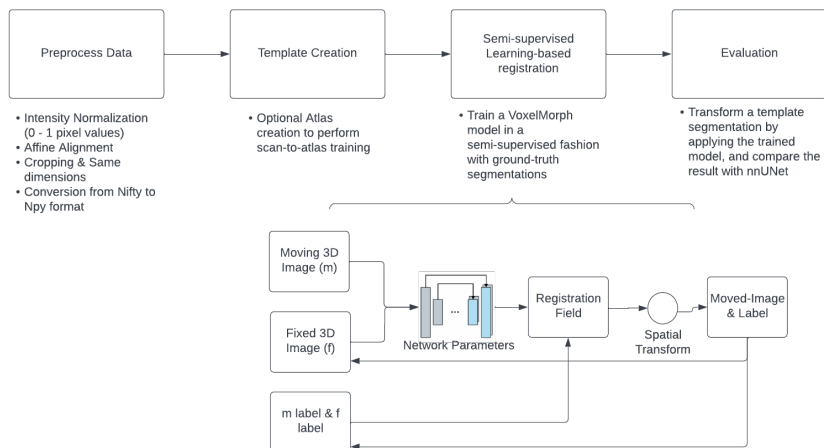 Preprocess Data
Template Creation
Semi-supervised
Learning-based
registration
Evaluation
• Intensity Normalization
(0 - 1 pixel values)
• Affine Alignment
• Cropping & Same
dimensions
• Conversion from Nifty to
Npy format
• Optional Atlas
creation to perform
scan-to-atlas training
• Train a VoxelMorph
model in a
semi-supervised fashion
with ground-truth
segmentations
• Transform a template
segmentation by
applying the trained
model, and compare the
result with nnUNet
Moving 3D
Image (m)
Fixed 3D
Image (f)
m label & f
label
...
Network Parameters
Registration
Field
Spatial
Transform
Moved-Image
& Label